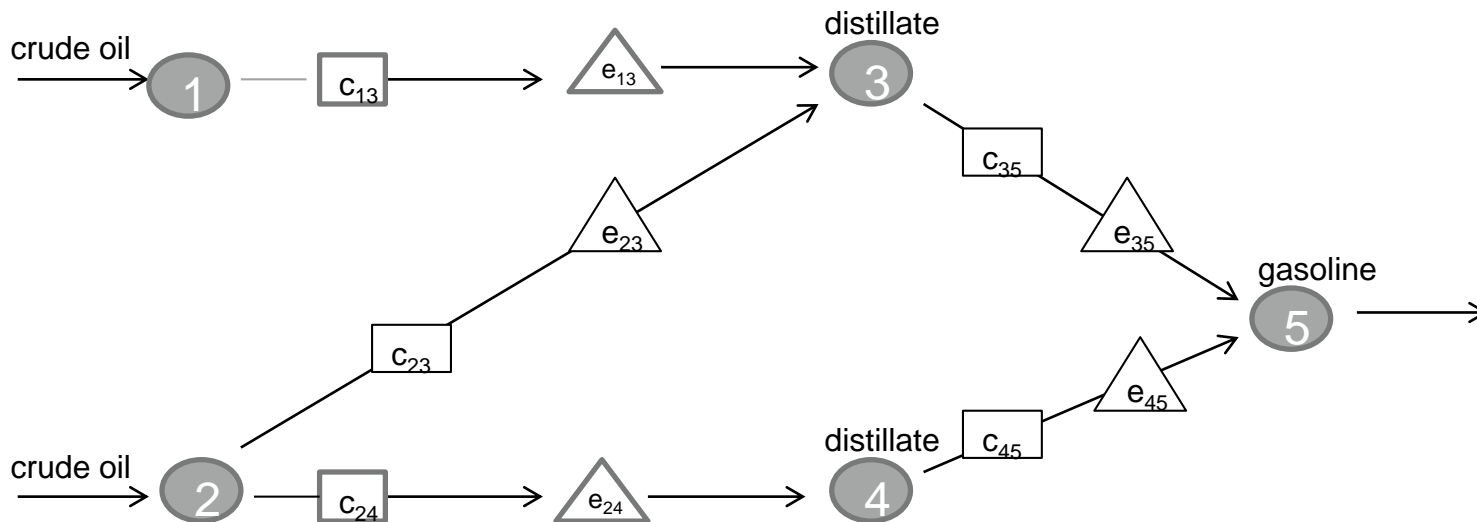 distillate
crude oil
1
c₁₃
e₁₃
3
c₃₅
e₂₃
e₃₅
gasoline
5
c₂₃
e₄₅
distillate
c₄₅
crude oil
2
c₂₄
e₂₄
4